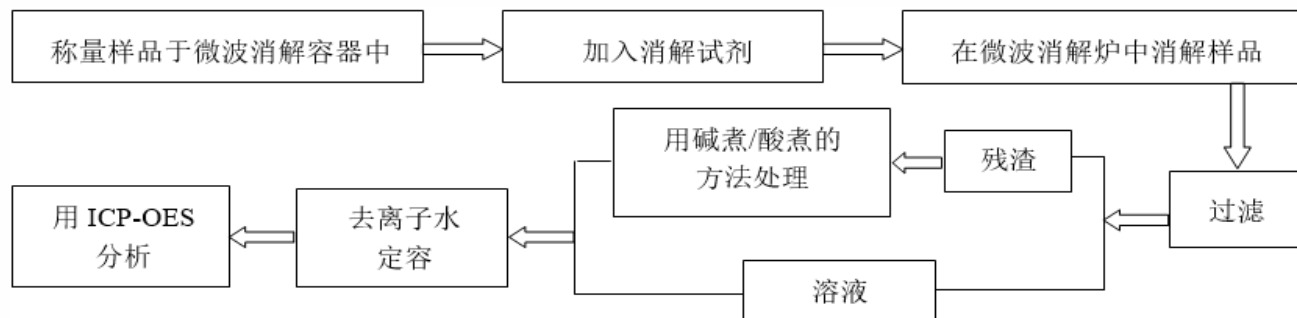 称量样品于微波消解容器中
加入消解试剂
在微波消解炉中消解样品
过滤
残渣
用碱煮/酸煮的
方法处理
溶液
去离子水
定容
用 ICP-OES
分析